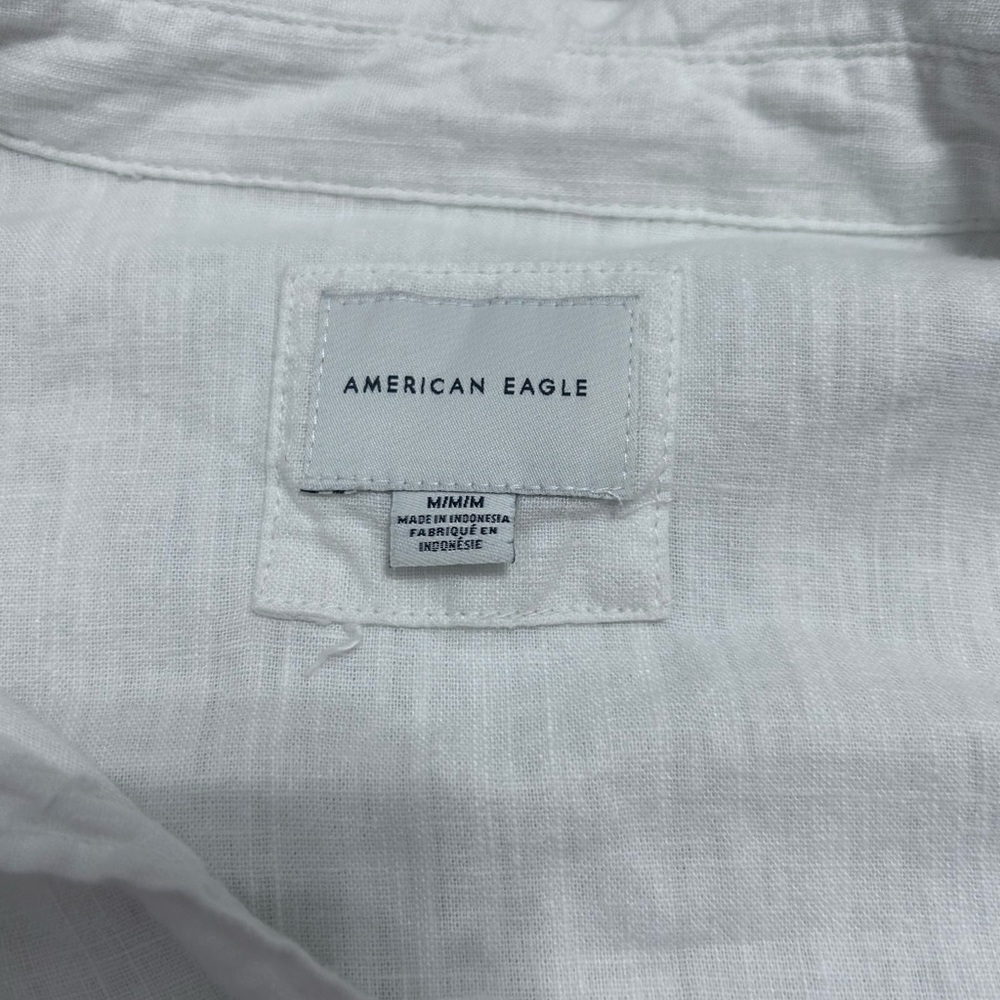 AMERICAN EAGLE
M/M/M
MADE IN INDONESIA
FABRIQUÉ EN
INDONÉSIE